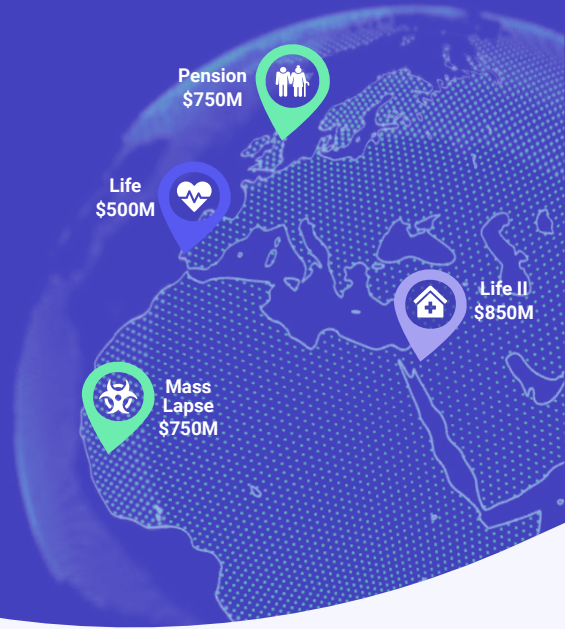 Pension
$750M
Life
$500M
Life II
$850M
Mass
Lapse
$750M